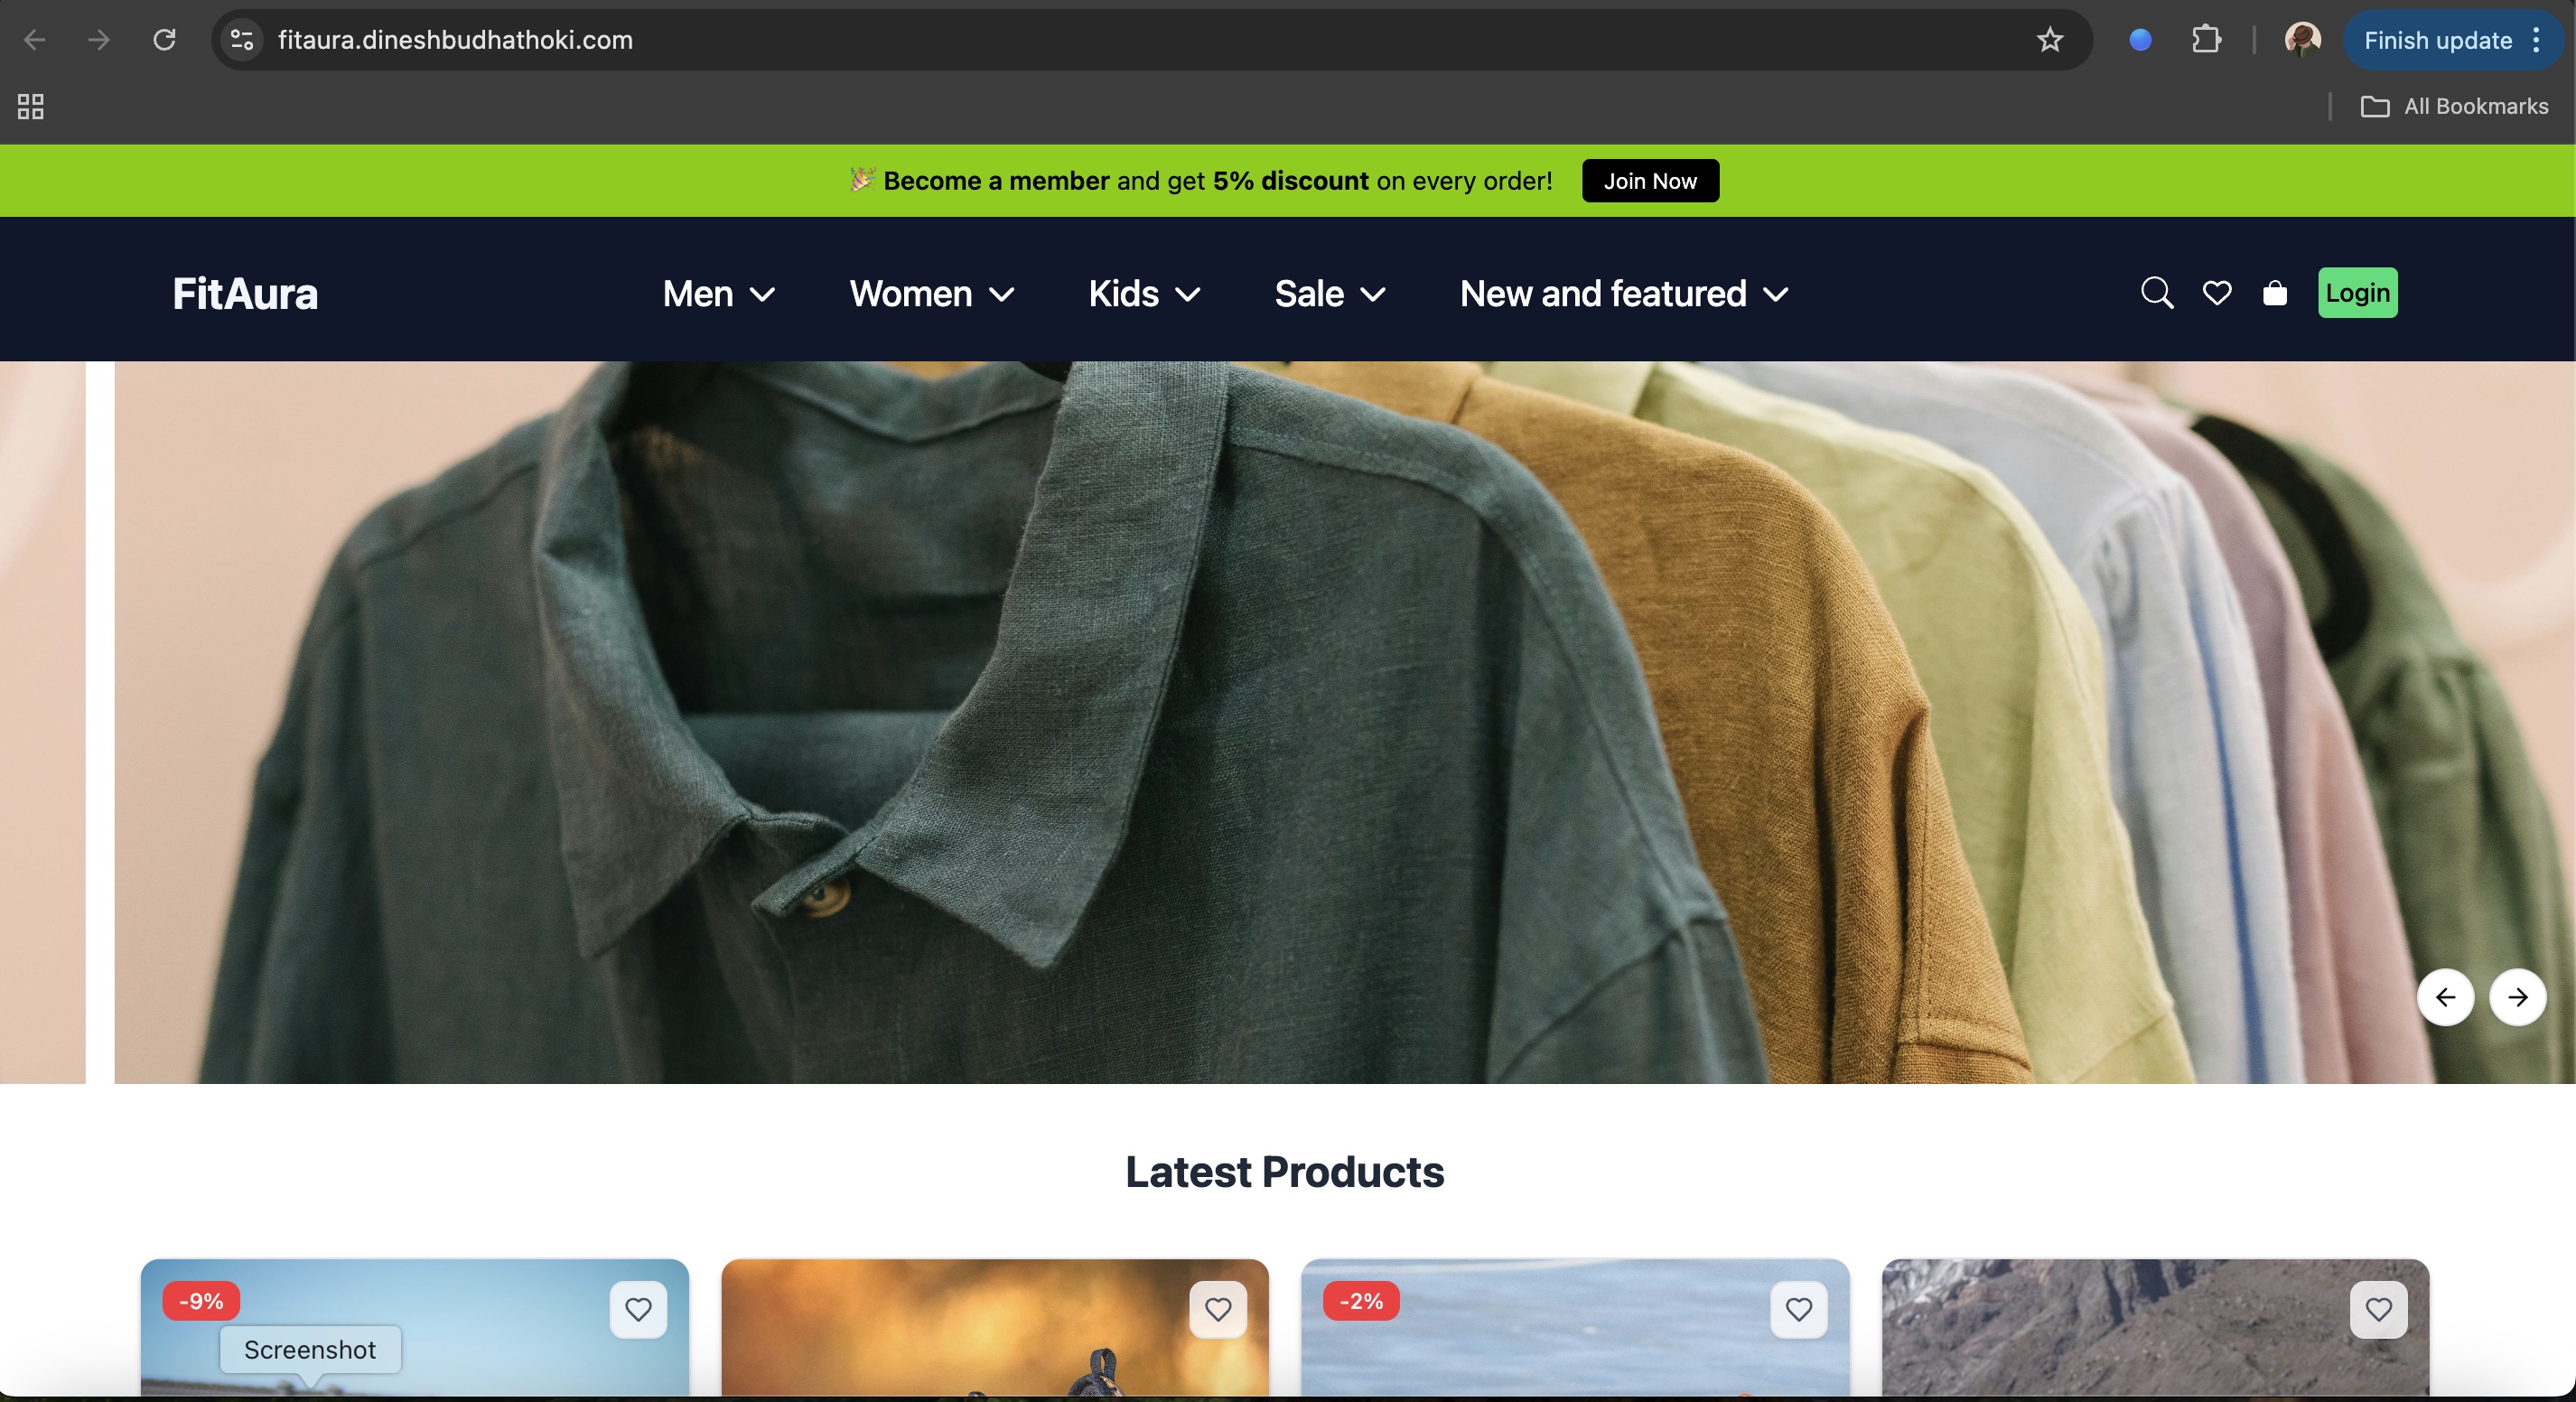 fitaura.dineshbudhathoki.com
Finish update
All Bookmarks
🎉 Become a member and get 5% discount on every order! Join Now
FitAura Men Women Kids Sale New and featured Login
Latest Products
-9%
-2%
Screenshot